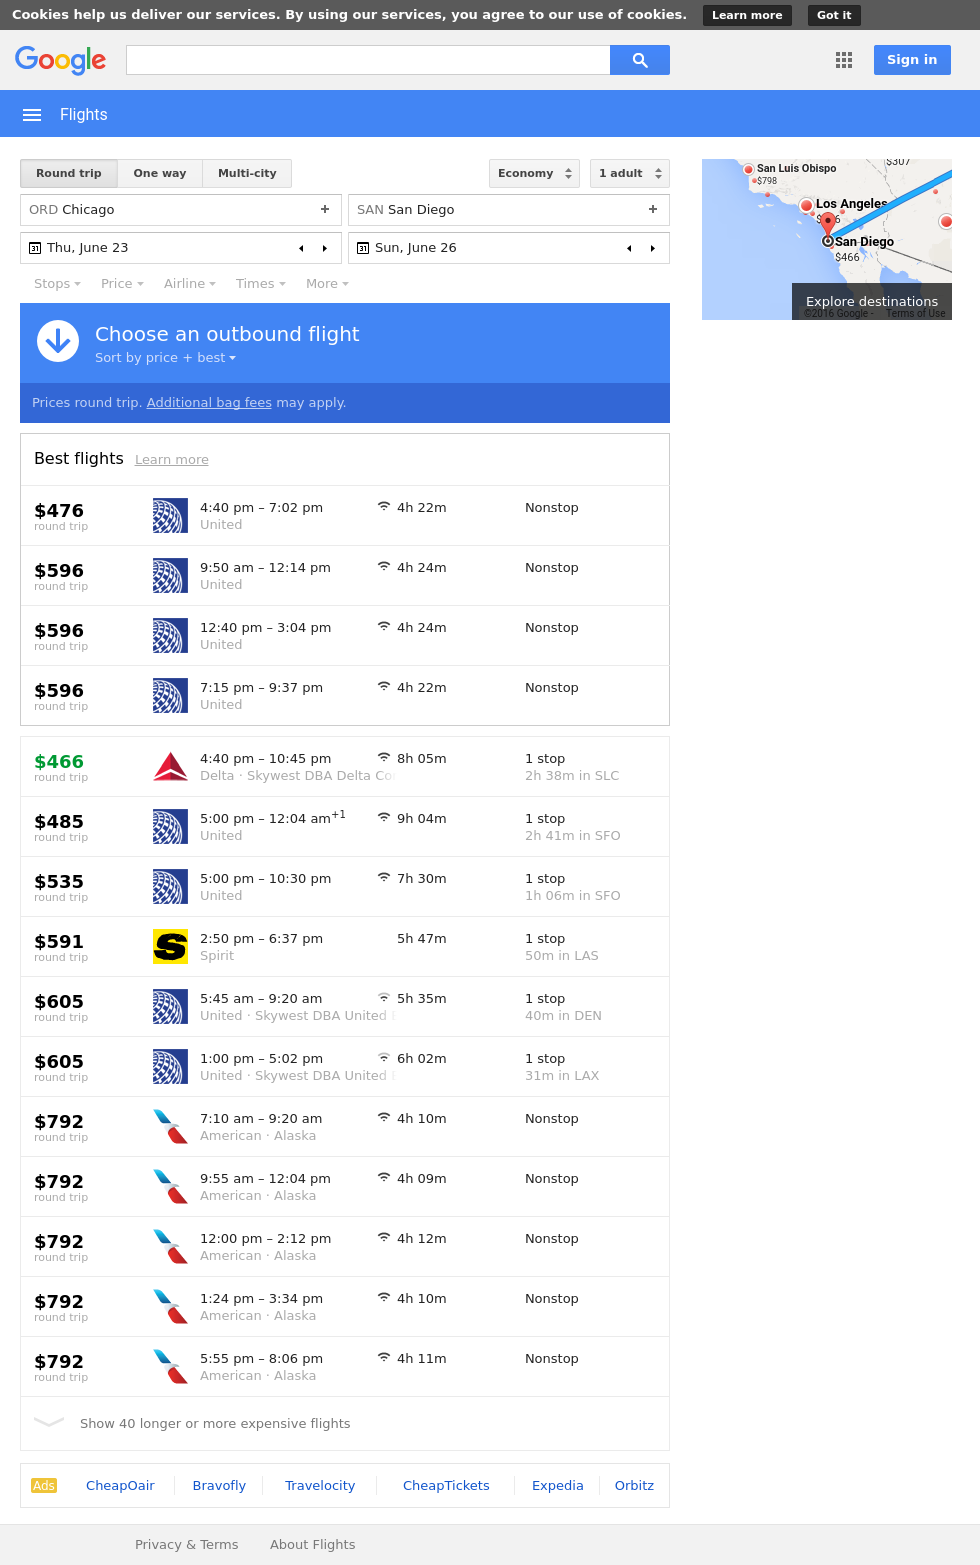 Cookies help us deliver our services. By using our services, you agree to our use of cookies. Learn more Got it
Google Sign in
Flights
Round trip One way Multi-city Economy 1 adult
ORD Chicago + SAN San Diego +
31 Thu, June 23 31 Sun, June 26
Stops Price Airline Times More
Choose an outbound flight
Sort by price + best
Prices round trip. Additional bag fees may apply.
$307
San Luis Obispo
$798
Los Angeles
San Diego
$466
Explore destinations
©2016 Google - Terms of Use
Best flights Learn more
$476 4:40 pm – 7:02 pm 4h 22m Nonstop
round trip United
$596 9:50 am – 12:14 pm 4h 24m Nonstop
round trip United
$596 12:40 pm – 3:04 pm 4h 24m Nonstop
round trip United
$596 7:15 pm – 9:37 pm 4h 22m Nonstop
round trip United
$466 4:40 pm – 10:45 pm 8h 05m 1 stop
round trip Delta · Skywest DBA Delta 2h 38m in SLC
$485 5:00 pm – 12:04 am+1 9h 04m 1 stop
round trip United 2h 41m in SFO
$535 5:00 pm – 10:30 pm 7h 30m 1 stop
round trip United 1h 06m in SFO
$591 2:50 pm – 6:37 pm 5h 47m 1 stop
round trip Spirit 50m in LAS
$605 5:45 am – 9:20 am 5h 35m 1 stop
round trip United · Skywest DBA United 40m in DEN
$605 1:00 pm – 5:02 pm 6h 02m 1 stop
round trip United · Skywest DBA United 31m in LAX
$792 7:10 am – 9:20 am 4h 10m Nonstop
round trip American · Alaska
$792 9:55 am – 12:04 pm 4h 09m Nonstop
round trip American · Alaska
$792 12:00 pm – 2:12 pm 4h 12m Nonstop
round trip American · Alaska
$792 1:24 pm – 3:34 pm 4h 10m Nonstop
round trip American · Alaska
$792 5:55 pm – 8:06 pm 4h 11m Nonstop
round trip American · Alaska
Show 40 longer or more expensive flights
Ads CheapOair Bravofly Travelocity CheapTickets Expedia Orbitz
Privacy & Terms About Flights